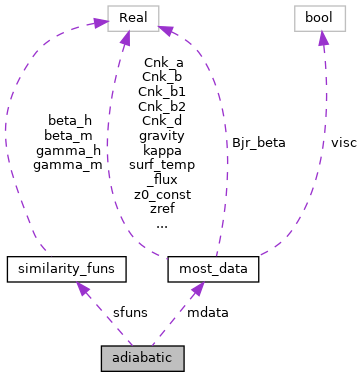 Real
bool
Cnk_a
Cnk_b
Cnk_b1
Cnk_b2
Cnk_d
gravity
kappa
surf_temp
_flux
z0_const
zref
...
beta_h
beta_m
gamma_h
gamma_m
Bjr_beta
visc
similarity_funs
most_data
sfuns
mdata
adiabatic